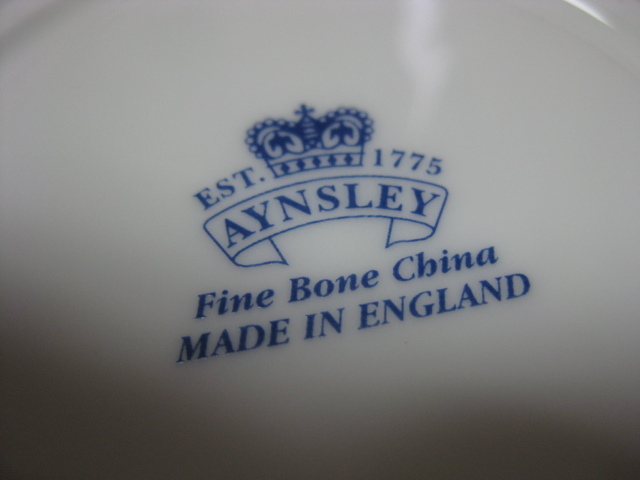 EST. 1775
AYNSLEY
Fine Bone China
MADE IN ENGLAND